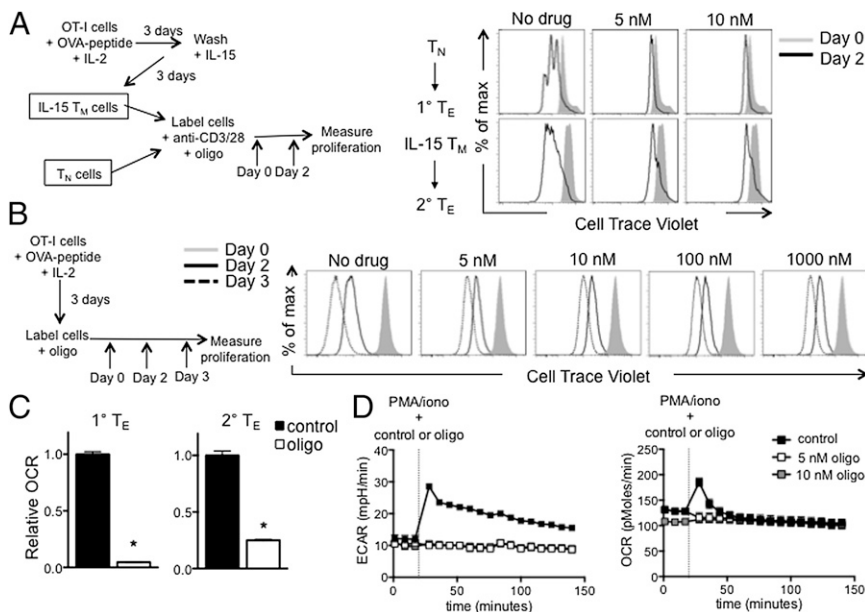 A
OT-I cells
+ OVA-peptide
+ IL-2
3 days
Wash
+ IL-15
3 days
IL-15 TM cells
TN cells
Label cells
+ anti-CD3/28
+ oligo
Day 0
Day 2
Measure
proliferation
No drug
5 nM
10 nM
Day 0
Day 2
TN
1° TE
IL-15 TM
2° TE
% of max
Cell Trace Violet
B
OT-I cells
+ OVA-peptide
+ IL-2
3 days
Label cells
+ oligo
Day 0
Day 2
Day 3
Measure
proliferation
Day 0
Day 2
Day 3
No drug
5 nM
10 nM
100 nM
1000 nM
% of max
Cell Trace Violet
C
1° TE
2° TE
control
oligo
Relative OCR
1.0
0.5
0.0
*
1.0
0.5
0.0
*
D
PMA/iono
+
control or oligo
ECAR (mpH/min)
40
30
20
10
0
0
50
100
150
time (minutes)
PMA/iono
+
control or oligo
control
5 nM oligo
10 nM oligo
OCR (pMoles/min)
250
200
150
100
50
0
0
50
100
150
time (minutes)